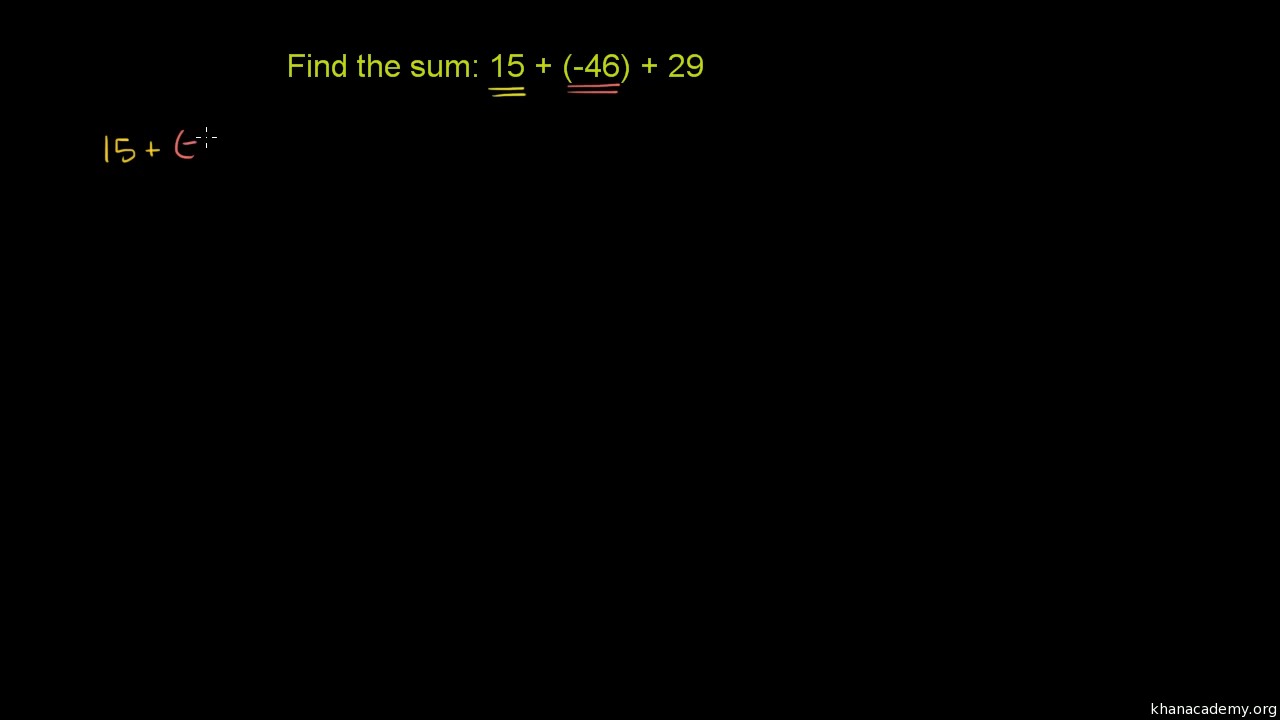 Find the sum: 15 + (-46) + 29
15 + (-
khanacademy.org